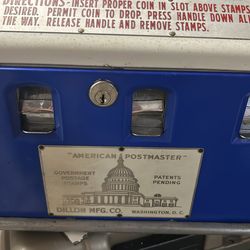 DIRECTIONS—INSERT PROPER COIN IN SLOT ABOVE STAMPS
DESIRED. PERMIT COIN TO DROP, PRESS HANDLE DOWN ALL
THE WAY. RELEASE HANDLE AND REMOVE STAMPS.
"AMERICAN POSTMASTER"
GOVERNMENT
POSTAGE
STAMPS
PATENTS
PENDING
DILLON MFG. CO.
WASHINGTON, D.C.